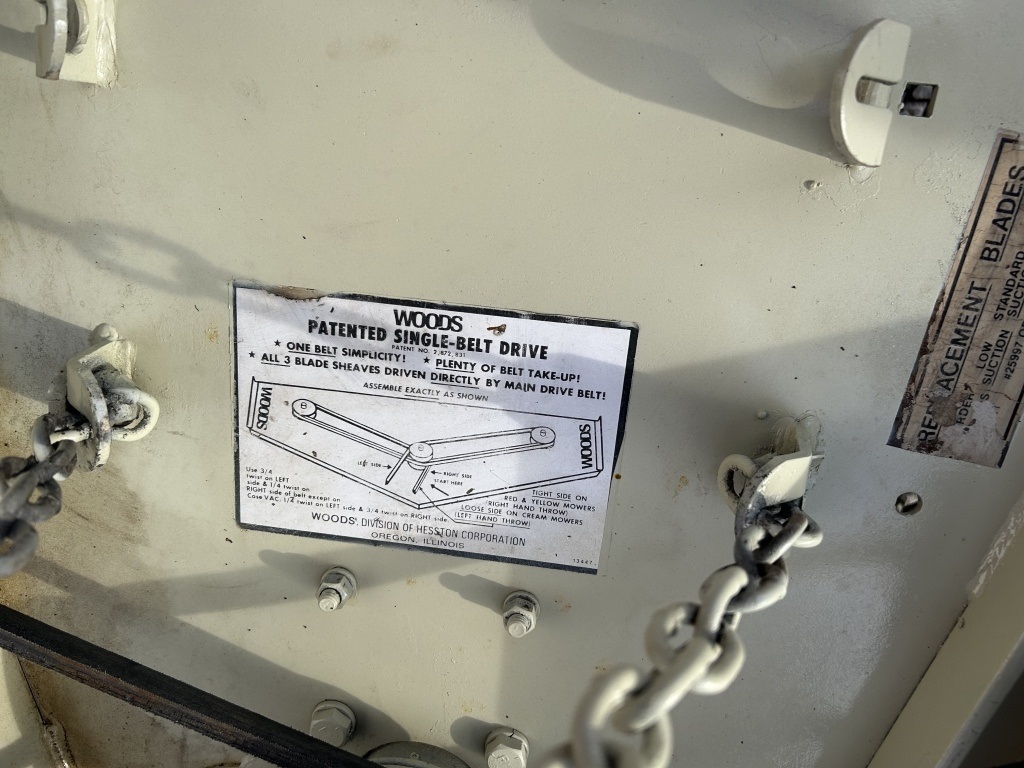 WOODS
PATENTED SINGLE-BELT DRIVE
PATENT NO. 2,872,831
★ ONE BELT SIMPLICITY! ★ PLENTY OF BELT TAKE-UP!
★ ALL 3 BLADE SHEAVES DRIVEN DIRECTLY BY MAIN DRIVE BELT!
ASSEMBLE EXACTLY AS SHOWN
WOODS
WOODS
LEFT SIDE
RIGHT SIDE
START HERE
Use 3/4
twist on LEFT
side & 1/4 twist on
RIGHT side of belt except on
Case VAC, 1/2 twist on LEFT side & 3/4 twist on RIGHT side
TIGHT SIDE ON
RED & YELLOW MOWERS
(RIGHT HAND THROW)
LOOSE SIDE ON CREAM MOWERS
(LEFT HAND THROW)
WOODS, DIVISION OF HESSTON CORPORATION
OREGON, ILLINOIS
13447
BLADES
LOW
SUCTION
STANDARD
#25997